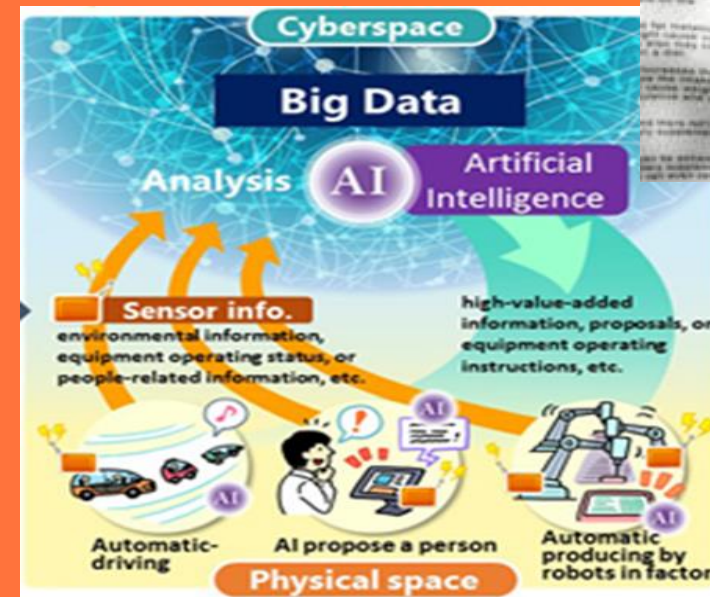 Cyberspace
Big Data
Analysis
AI
Artificial
Intelligence
Sensor info.
environmental information,
equipment operating status, or
people-related information, etc.
high-value-added
information, proposals, or
equipment operating
instructions, etc.
AI
AI
AI
Automatic-
driving
AI propose a person
Automatic
producing by
robots in factor
Physical space